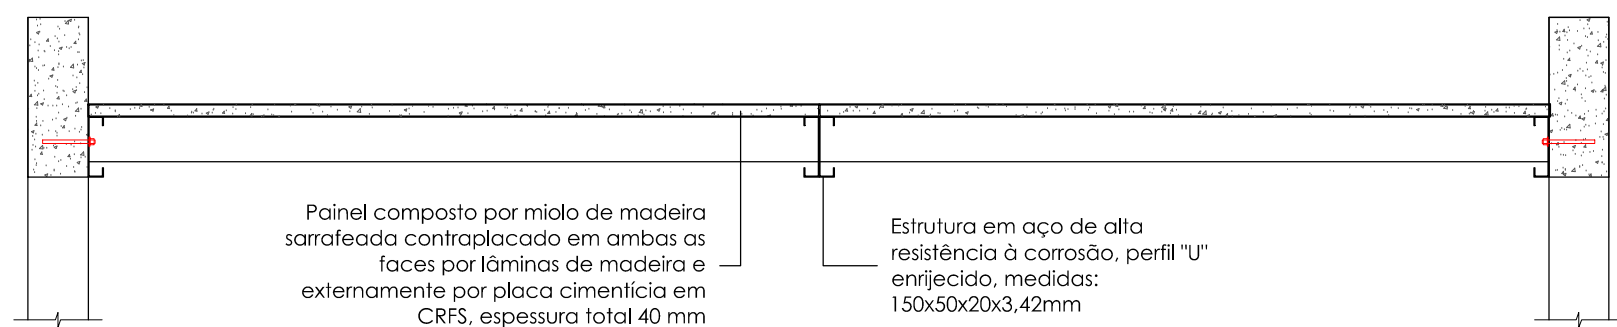 Painel composto por miolo de madeira
sarrafeada contraplacado em ambas as
faces por lâminas de madeira e
externamente por placa cimentícia em
CRFS, espessura total 40 mm
Estrutura em aço de alta
resistência à corrosão, perfil "U"
enrijecido, medidas:
150x50x20x3,42mm